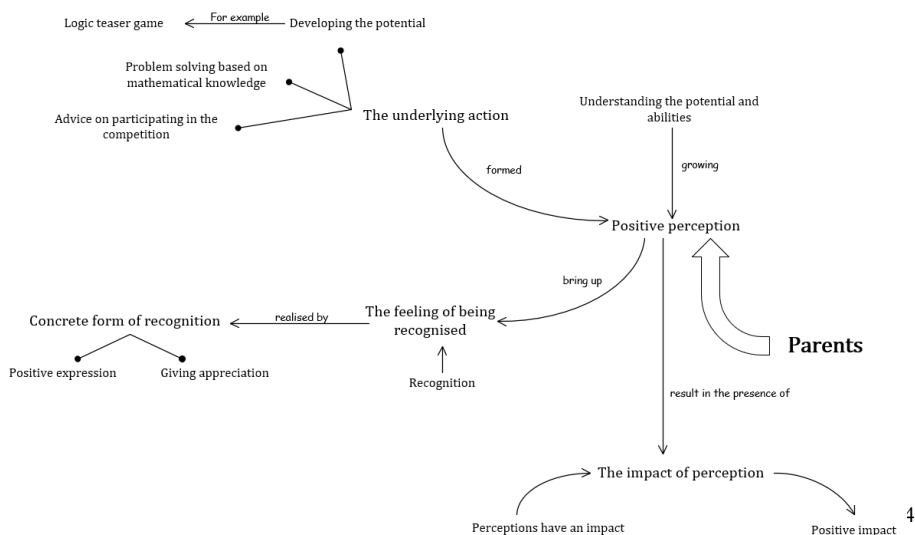 Logic teaser game
For example
Developing the potential
Problem solving based on
mathematical knowledge
Advice on participating in the
competition
The underlying action
Understanding the potential and
abilities
formed
growing
Positive perception
bring up
The feeling of being
recognised
realised by
Concrete form of recognition
Positive expression
Giving appreciation
Recognition
Parents
result in the presence of
The impact of perception
Perceptions have an impact
Positive impact
4